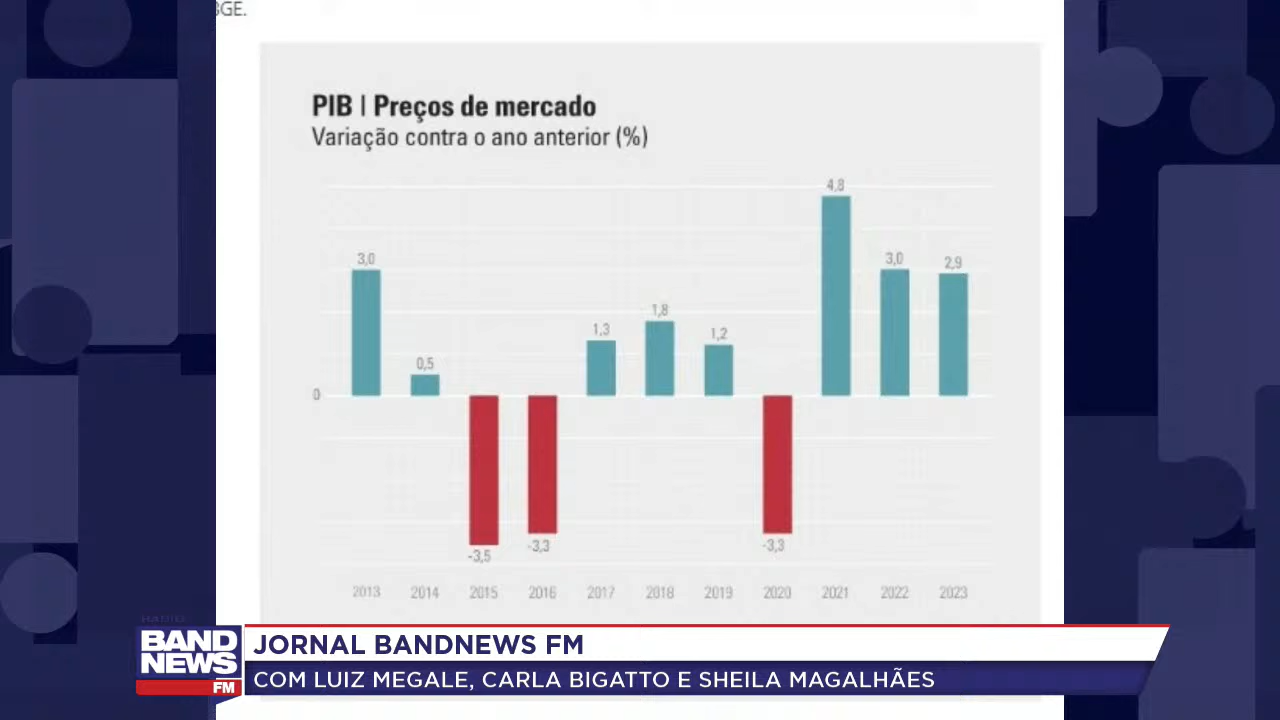 PIB | Preços de mercado
Variação contra o ano anterior (%)
4,8
3,0
3,0
2,9
1,8
1,3
1,2
0,5
0
-3,5
-3,3
-3,3
2013 2014 2015 2016 2017 2018 2019 2020 2021 2022 2023
RÁDIO
BAND
NEWS
FM
JORNAL BANDNEWS FM
COM LUIZ MEGALE, CARLA BIGATTO E SHEILA MAGALHÃES